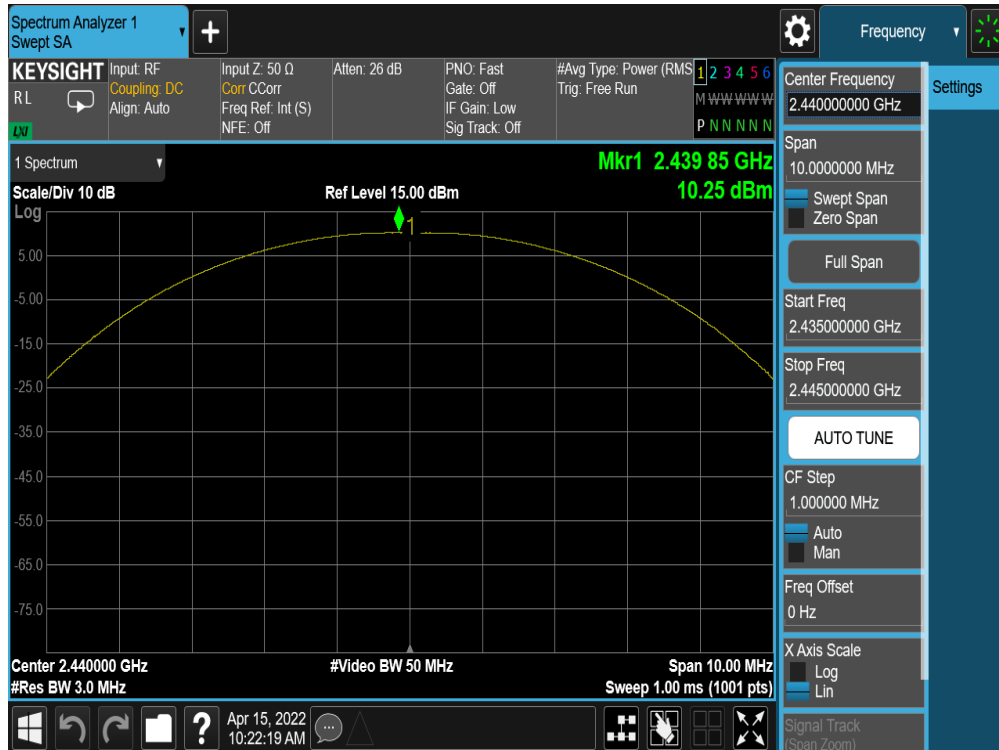 Spectrum Analyzer 1
Swept SA
+
Frequency
KEYSIGHT
RL
LXI
Input: RF
Coupling: DC
Align: Auto
Input Z: 50 Ω
Corr CCorr
Freq Ref: Int (S)
NFE: Off
Atten: 26 dB
PNO: Fast
Gate: Off
IF Gain: Low
Sig Track: Off
#Avg Type: Power (RMS
Trig: Free Run
1 2 3 4 5 6
M W W W W W
P N N N N N
1 Spectrum
Scale/Div 10 dB
Ref Level 15.00 dBm
Mkr1 2.439 85 GHz
10.25 dBm
Log
1
5.00
-5.00
-15.0
-25.0
-35.0
-45.0
-55.0
-65.0
-75.0
Center 2.440000 GHz
#Video BW 50 MHz
Span 10.00 MHz
#Res BW 3.0 MHz
Sweep 1.00 ms (1001 pts)
?
Apr 15, 2022
10:22:19 AM
Center Frequency
2.440000000 GHz
Settings
Span
10.0000000 MHz
Swept Span
Zero Span
Full Span
Start Freq
2.435000000 GHz
Stop Freq
2.445000000 GHz
AUTO TUNE
CF Step
1.000000 MHz
Auto
Man
Freq Offset
0 Hz
X Axis Scale
Log
Lin
Signal Track
(Span Zoom)